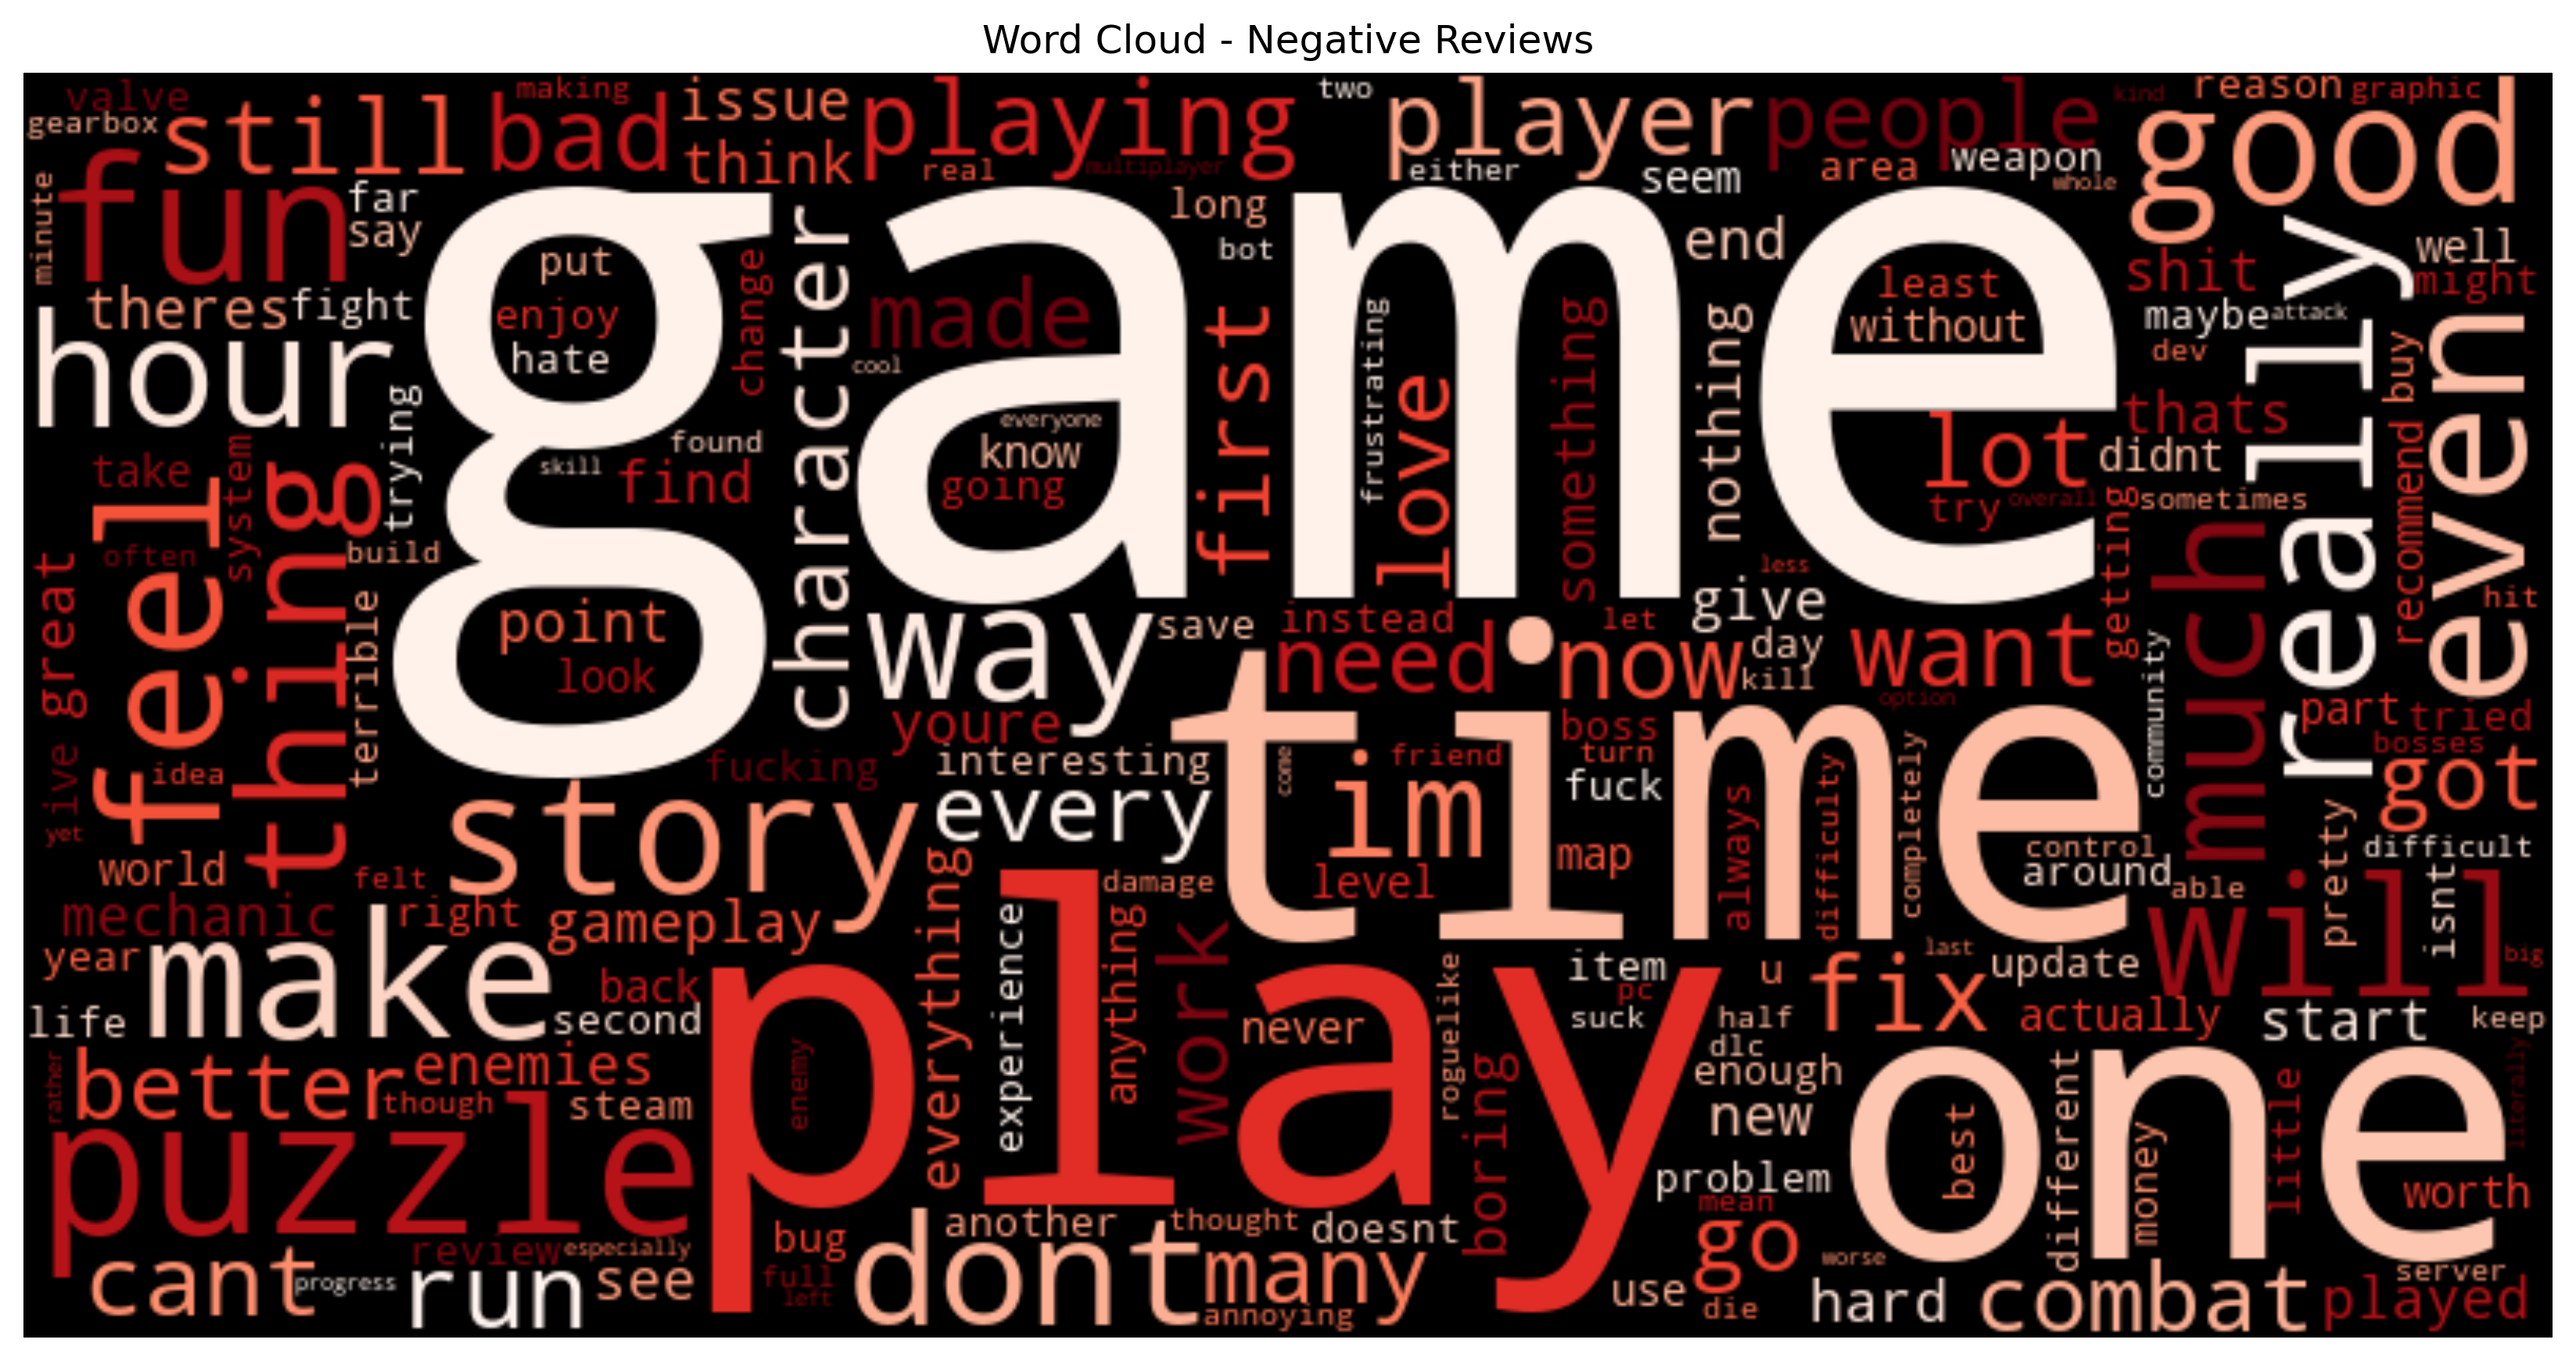 Word Cloud - Negative Reviews
valve
making
two
kind
reason
graphic
gearbox
still
bad
issue
playing
player
people
good
think
real
multiplayer
either
seem
area
weapon
whole
minute
fun
far
say
game
long
bot
end
well
might
shit
put
change
character
made
least
without
maybe
attack
really
even
theres
fight
enjoy
hate
cool
first
frustrating
love
something
nothing
dev
buy
hour
trying
everyone
know
going
found
find
skill
lot
try
overall
thats
didnt
sometimes
getting
recommend
take
system
feel
thing
build
often
great
terrible
point
look
way
save
instead
need
let
now
less
give
day
kill
want
option
much
community
hit
part
tried
bosses
got
youre
boss
turn
live
yet
idea
fucking
interesting
every
time
come
tim
friend
fuck
always
difficulty
completely
story
map
control
around
able
pretty
difficult
world
felt
damage
level
will
isnt
big
mechanic
right
gameplay
everything
experience
anything
work
year
make
back
second
play
never
roguelike
item
pc
suck
u
half
fix
last
update
actually
start
keep
life
rather
better
enemies
though
steam
enemy
boring
dlc
enough
new
one
best
different
money
little
literally
puzzle
problem
mean
worth
review
especially
bug
another
thought
doesnt
go
worse
cant
progress
run
see
full
left
dont
many
annoying
use
die
hard
combat
server
played